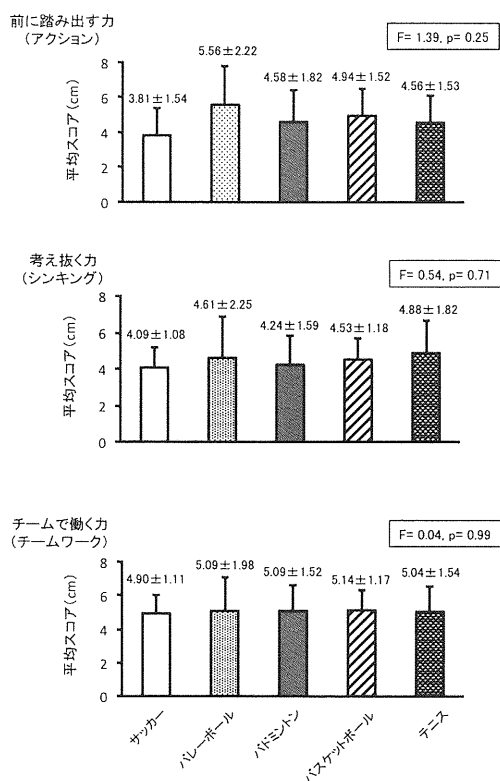 前に踏み出す力
(アクション)
F= 1.39, p= 0.25
平均スコア(cm)
8
6
4
2
0
3.81±1.54
5.56±2.22
4.58±1.82
4.94±1.52
4.56±1.53
考え抜く力
(シンキング)
F= 0.54, p= 0.71
平均スコア(cm)
8
6
4
2
0
4.09±1.08
4.61±2.25
4.24±1.59
4.53±1.18
4.88±1.82
チームで働く力
(チームワーク)
F= 0.04, p= 0.99
平均スコア(cm)
8
6
4
2
0
4.90±1.11
5.09±1.98
5.09±1.52
5.14±1.17
5.04±1.54
サッカー
バレーボール
バドミントン
バスケットボール
テニス